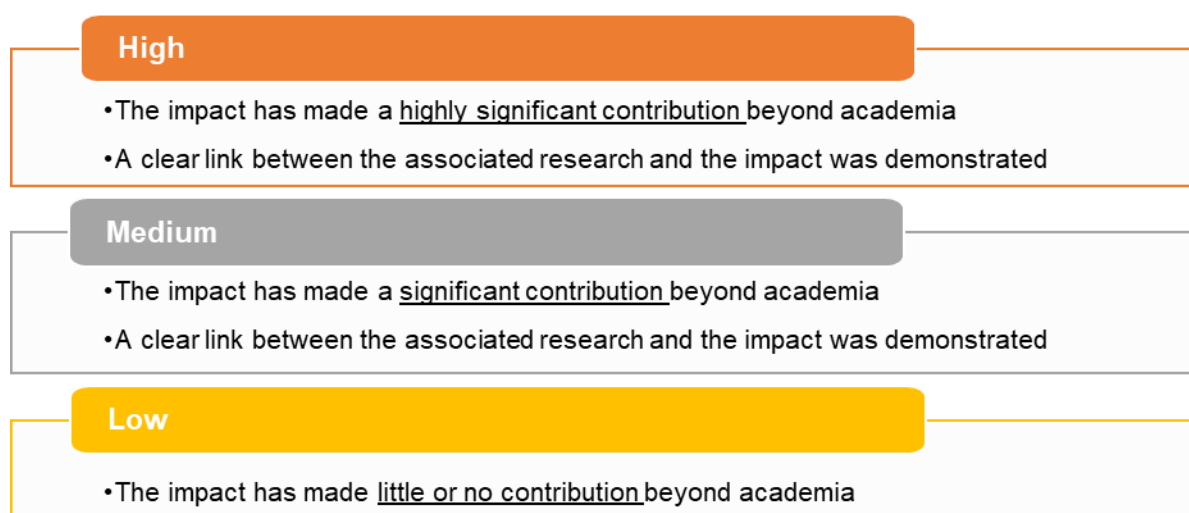 High
•The impact has made a highly significant contribution beyond academia
•A clear link between the associated research and the impact was demonstrated
Medium
•The impact has made a significant contribution beyond academia
•A clear link between the associated research and the impact was demonstrated
Low
•The impact has made little or no contribution beyond academia